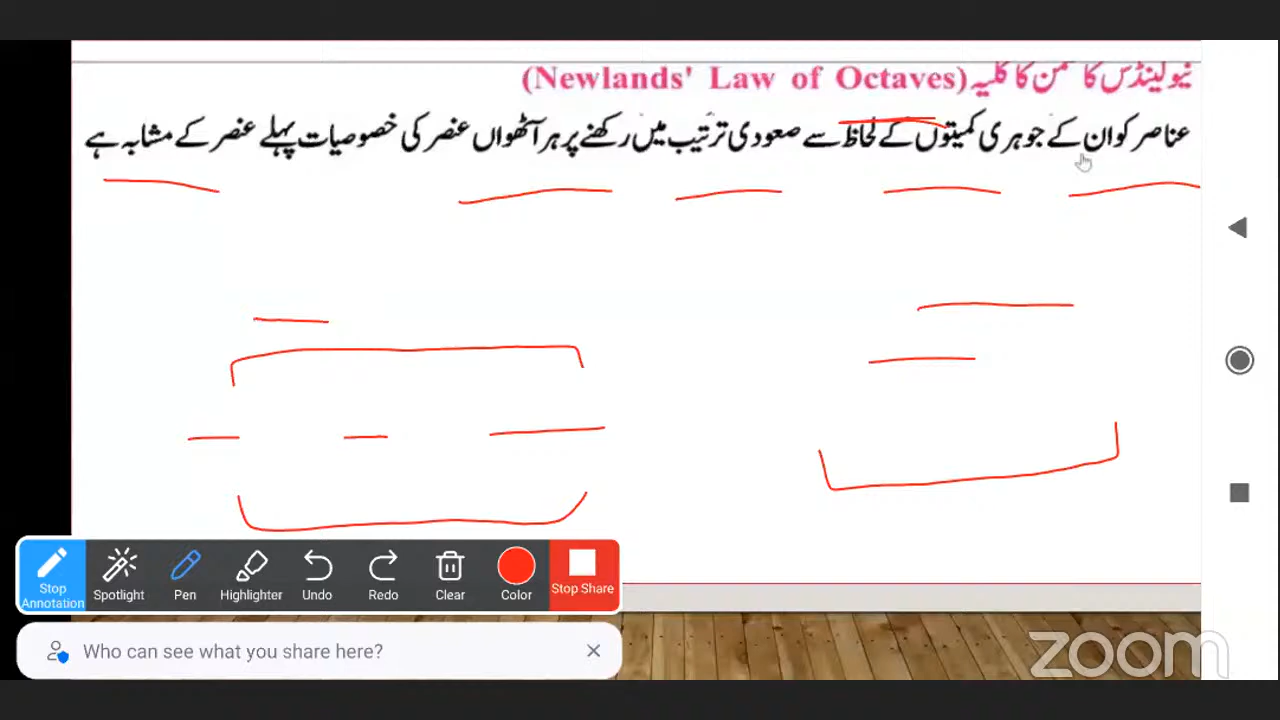 نیولینڈس کا ثمن کا کلیہ (Newlands' Law of Octaves)
عناصر کو ان کے جوہری کمیتوں کے لحاظ سے صعودی ترتیب میں رکھنے پر ہر آٹھواں عنصر کی خصوصیات پہلے عنصر کے مشابہ ہے
Stop Annotation
Spotlight
Pen
Highlighter
Undo
Redo
Clear
Color
Stop Share
Who can see what you share here?
zoom